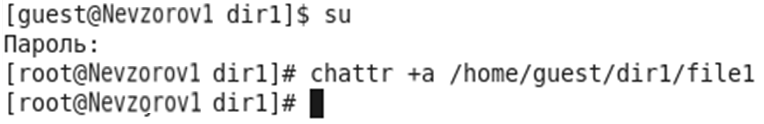 [guest@Nevzorov1 dir1]$ su
Пароль:
[root@Nevzorov1 dir1]# chattr +a /home/guest/dir1/file1
[root@Nevzorov1 dir1]#